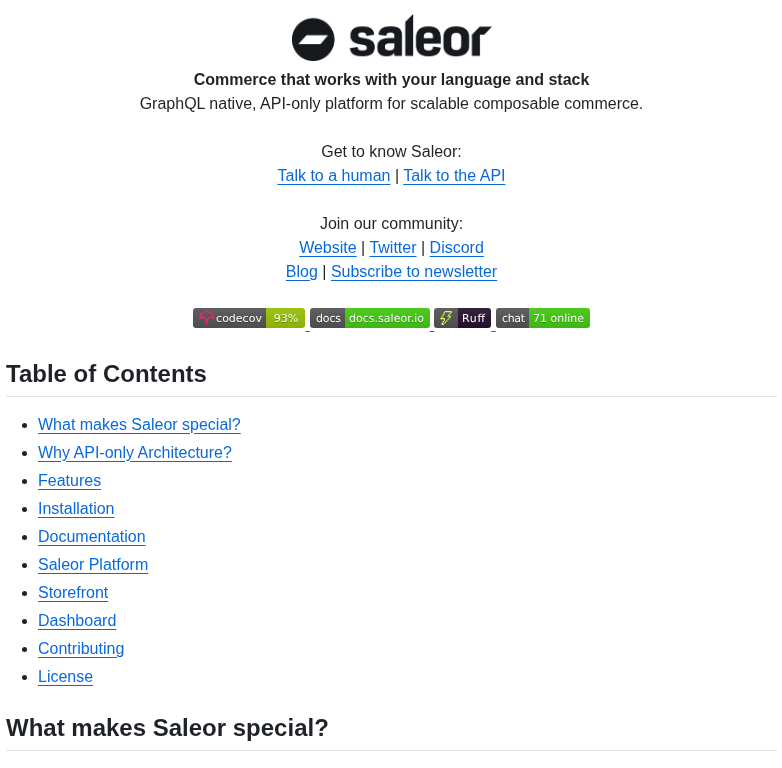 saleor
Commerce that works with your language and stack
GraphQL native, API-only platform for scalable composable commerce.
Get to know Saleor:
Talk to a human | Talk to the API
Join our community:
Website | Twitter | Discord
Blog | Subscribe to newsletter
codecov 93% docs docs.saleor.io Ruff chat 71 online
Table of Contents
• What makes Saleor special?
• Why API-only Architecture?
• Features
• Installation
• Documentation
• Saleor Platform
• Storefront
• Dashboard
• Contributing
• License
What makes Saleor special?